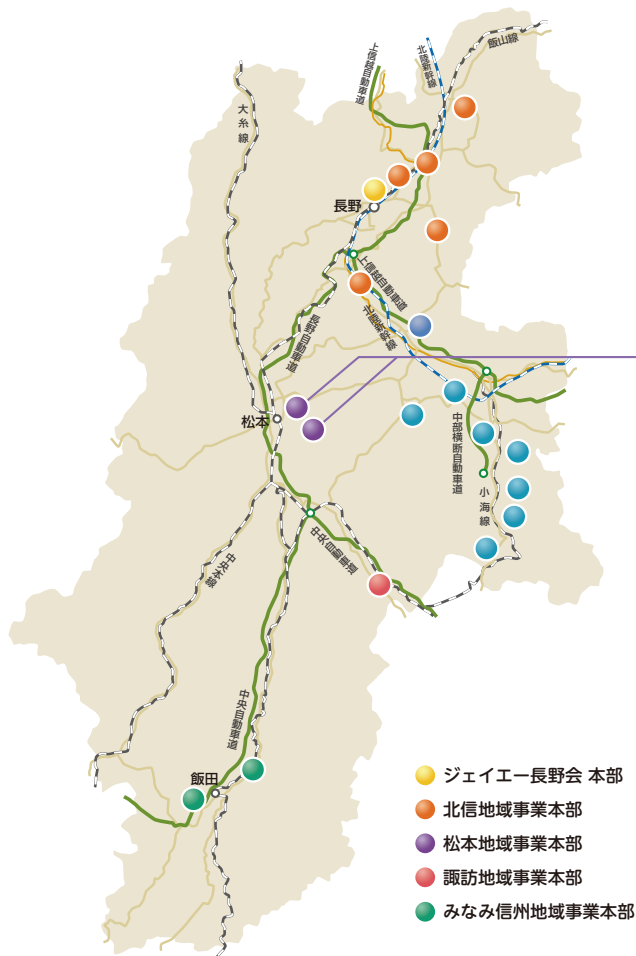 飯山線
北陸新幹線
上信越自動車道
大糸線
長野
上信越自動車道
北陸新幹線
長野自動車道
松本
中部横断自動車道
小海線
中央自動車道
中央本線
中央自動車道
飯田
ジェイエー長野会 本部
北信地域事業本部
松本地域事業本部
諏訪地域事業本部
みなみ信州地域事業本部